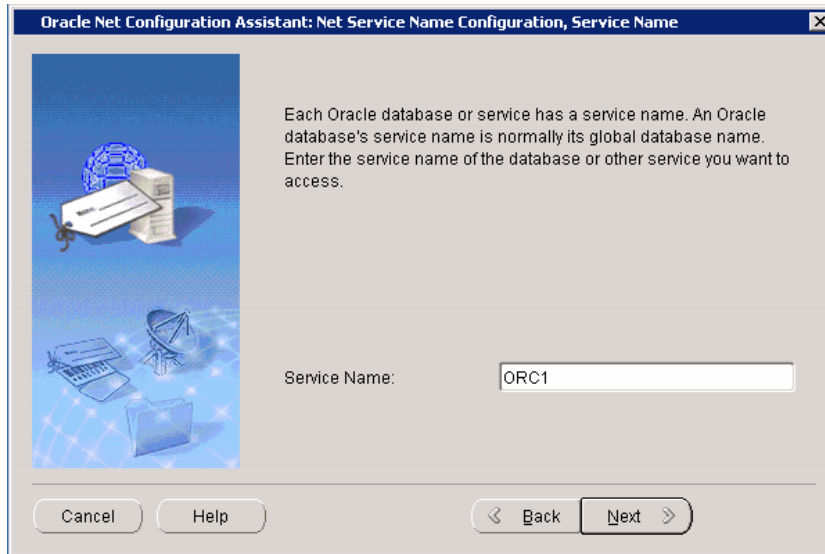 Oracle Net Configuration Assistant: Net Service Name Configuration, Service Name
Each Oracle database or service has a service name. An Oracle
database's service name is normally its global database name.
Enter the service name of the database or other service you want to
access.
Service Name: ORC1
Cancel Help Back Next